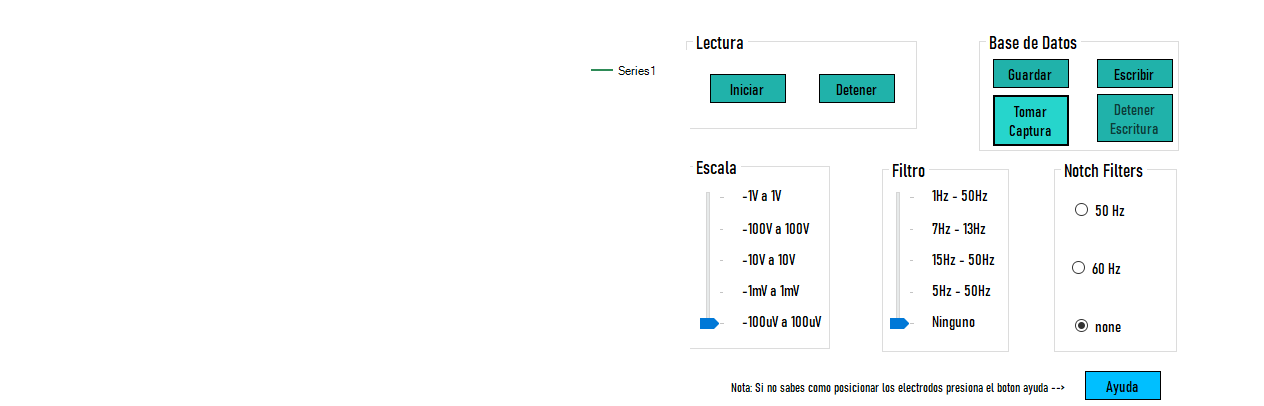 Series1
Lectura
Iniciar
Detener
Base de Datos
Guardar
Escribir
Tomar
Captura
Detener
Escritura
Escala
-1V a 1V
-100V a 100V
-10V a 10V
-1mV a 1mV
-100uV a 100uV
Filtro
1Hz - 50Hz
7Hz - 13Hz
15Hz - 50Hz
5Hz - 50Hz
Ninguno
Notch Filters
50 Hz
60 Hz
none
Nota: Si no sabes como posicionar los electrodos presiona el boton ayuda -->
Ayuda